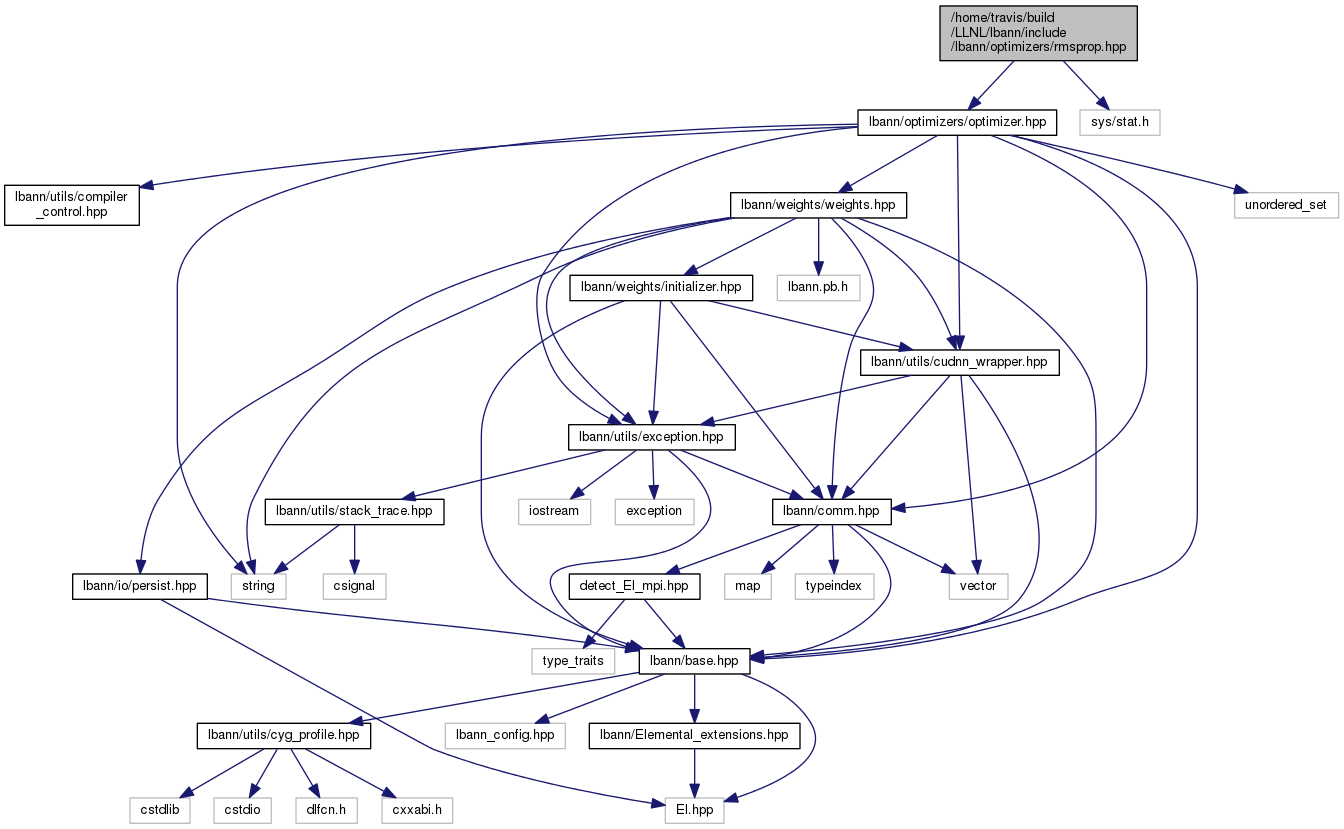 /home/travis/build
/LLNL/lbann/include
/lbann/optimizers/rmsprop.hpp
lbann/optimizers/optimizer.hpp
sys/stat.h
lbann/utils/compiler
_control.hpp
lbann/weights/weights.hpp
unordered_set
lbann/weights/initializer.hpp
lbann.pb.h
lbann/utils/cudnn_wrapper.hpp
lbann/utils/exception.hpp
lbann/utils/stack_trace.hpp
iostream
exception
lbann/comm.hpp
lbann/io/persist.hpp
string
csignal
detect_El_mpi.hpp
map
typeindex
vector
type_traits
lbann/base.hpp
lbann/utils/cyg_profile.hpp
lbann_config.hpp
lbann/Elemental_extensions.hpp
cstdlib
cstdio
dlfcn.h
cxxabi.h
El.hpp